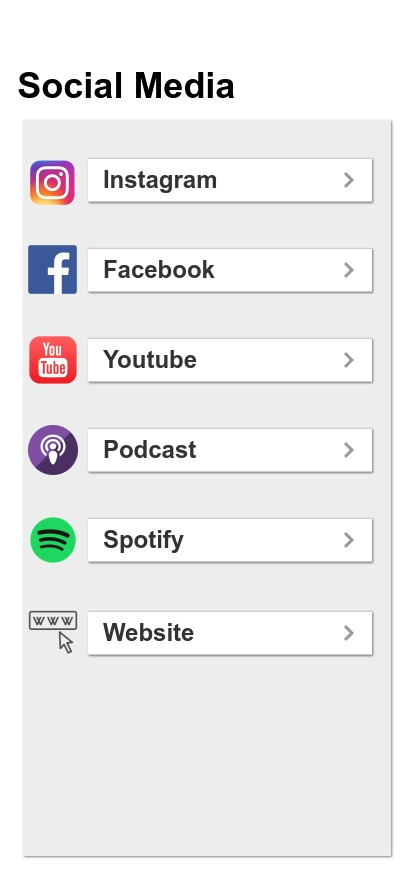 Social Media
Instagram
Facebook
You
Tube
Youtube
Podcast
Spotify
WWW
Website